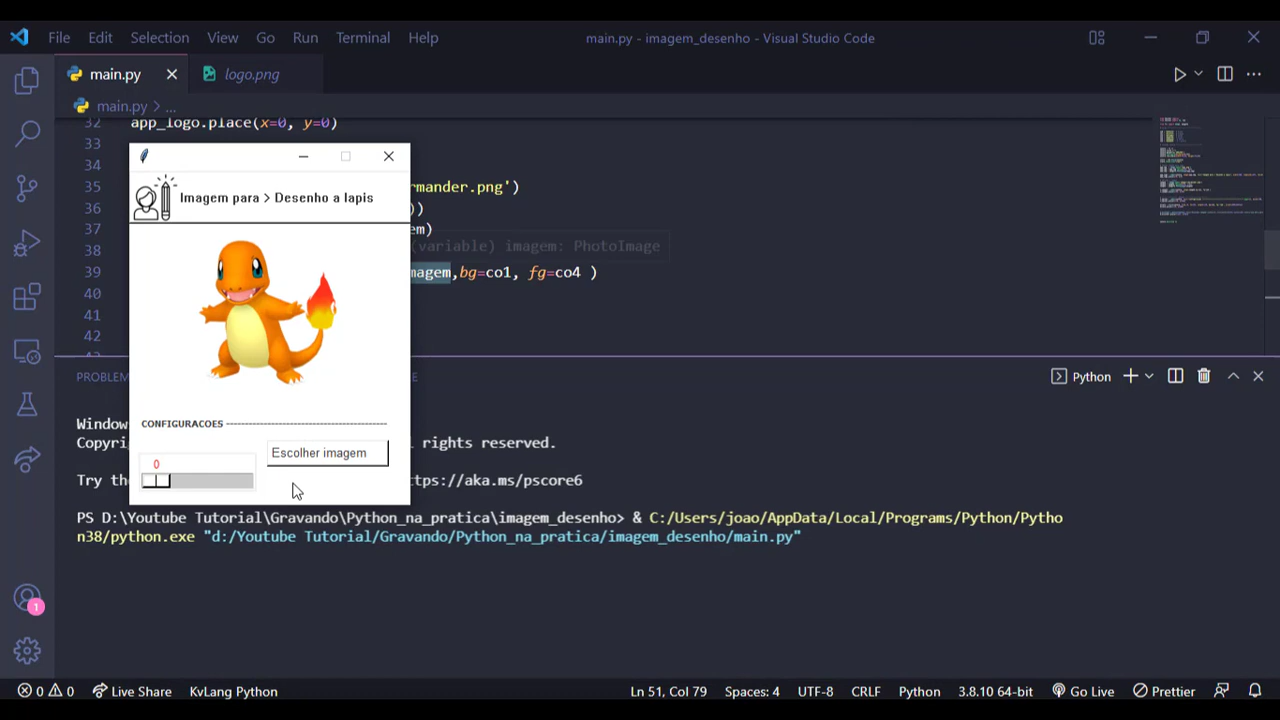 File Edit Selection View Go Run Terminal Help main.py - imagem_desenho - Visual Studio Code
main.py logo.png
main.py > ...
32 app_logo.place(x=0, y=0)
33
34
35 rmander.png')
36 ))
37 em)
38 (variable) imagem: PhotoImage
39 magem,bg=co1, fg=co4 )
40
41
42
Imagem para > Desenho a lapis
CONFIGURACOES
0
Escolher imagem
PROBLEM E Python
Window
Copyri l rights reserved.
Try the ttps://aka.ms/pscore6
PS D:\Youtube Tutorial\Gravando\Python_na_pratica\imagem_desenho> & C:/Users/joao/AppData/Local/Programs/Python/Pytho
n38/python.exe "d:/Youtube Tutorial/Gravando/Python_na_pratica/imagem_desenho/main.py"
1
0 0 Live Share KvLang Python Ln 51, Col 79 Spaces: 4 UTF-8 CRLF Python 3.8.10 64-bit Go Live Prettier